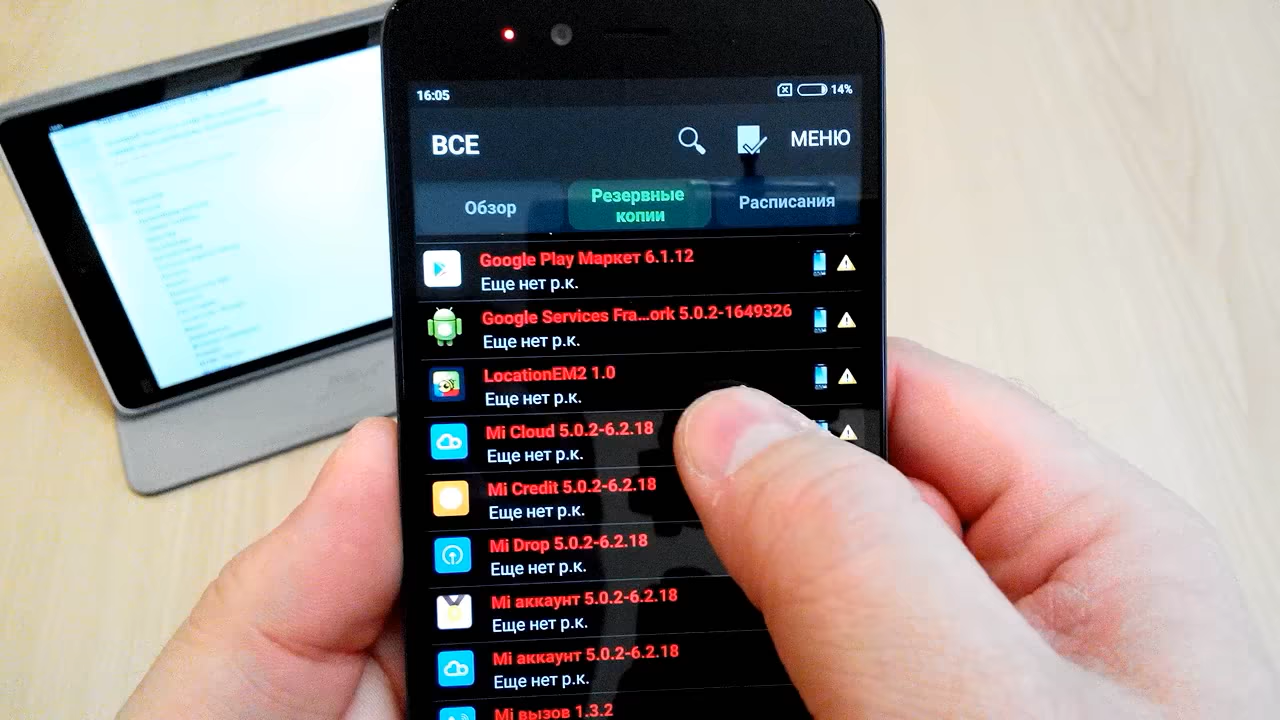 16:05
14%
ВСЕ
МЕНЮ
Обзор
Резервные
копии
Расписания
Google Play Маркет 6.1.12
Еще нет р.к.
Google Services Fra...ork 5.0.2-1649326
Еще нет р.к.
LocationEM2 1.0
Еще нет р.к.
Mi Cloud 5.0.2-6.2.18
Еще нет р.к.
Mi Credit 5.0.2-6.2.18
Еще нет р.к.
Mi Drop 5.0.2-6.2.18
Еще нет р.к.
Mi аккаунт 5.0.2-6.2.18
Еще нет р.к.
Mi аккаунт 5.0.2-6.2.18
Еще нет р.к.
Mi вызов 1.3.2